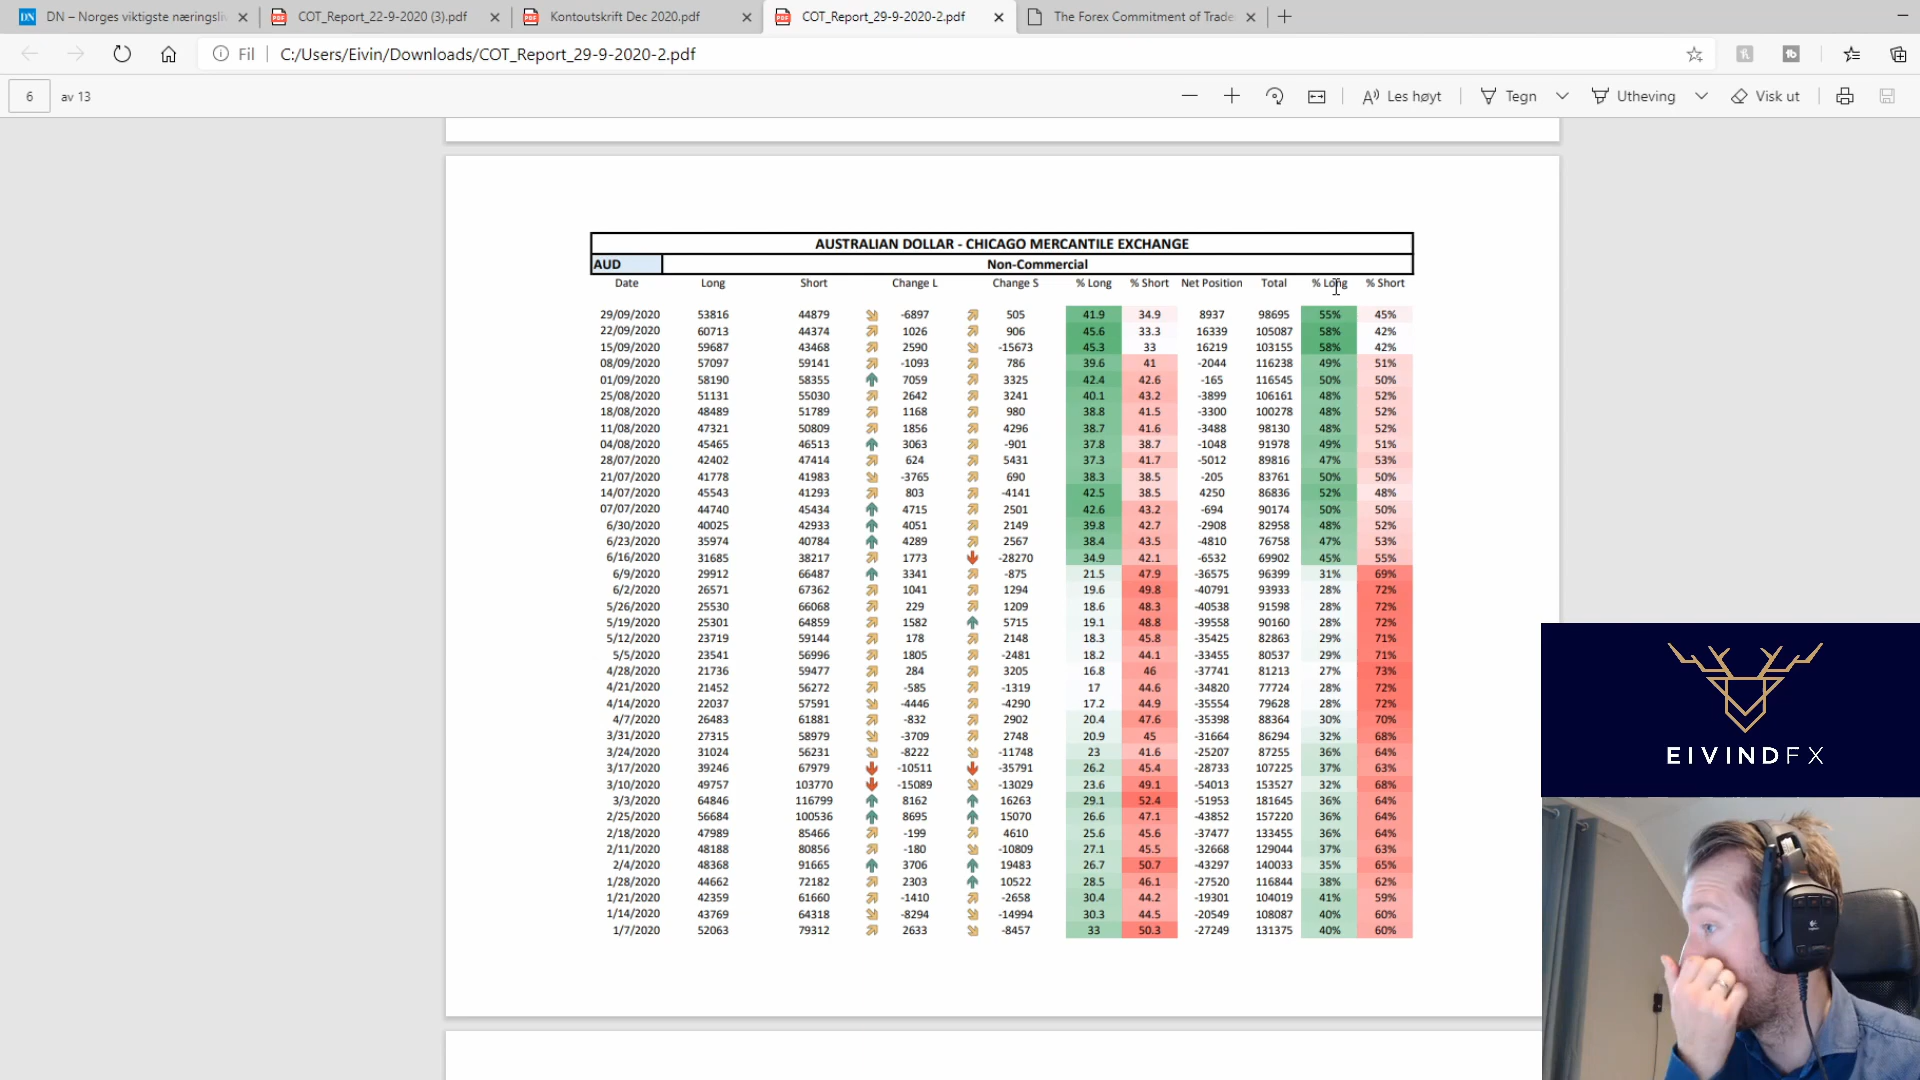 DN – Norges viktigste næringsliv
COT_Report_22-9-2020 (3).pdf
Kontoutskrift Dec 2020.pdf
COT_Report_29-9-2020-2.pdf
The Forex Commitment of Trade
Fil
C:/Users/Eivin/Downloads/COT_Report_29-9-2020-2.pdf
6 av 13
Les høyt
Tegn
Utheving
Visk ut
AUSTRALIAN DOLLAR - CHICAGO MERCANTILE EXCHANGE
AUD Non-Commercial
Date Long Short Change L Change S % Long % Short Net Position Total % Long % Short
29/09/2020 53816 44879 -6897 505 41.9 34.9 8937 98695 55% 45%
22/09/2020 60713 44374 1026 906 45.6 33.3 16339 105087 58% 42%
15/09/2020 59687 43468 2590 -15673 45.3 33 16219 103155 58% 42%
08/09/2020 57097 59141 -1093 786 39.6 41 -2044 116238 49% 51%
01/09/2020 58190 58355 7059 3325 42.4 42.6 -165 116545 50% 50%
25/08/2020 51131 55030 2642 3241 40.1 43.2 -3899 106161 48% 52%
18/08/2020 48489 51789 1168 980 38.8 41.5 -3300 100278 48% 52%
11/08/2020 47321 50809 1856 4296 38.7 41.6 -3488 98130 48% 52%
04/08/2020 45465 46513 3063 -901 37.8 38.7 -1048 91978 49% 51%
28/07/2020 42402 47414 624 5431 37.3 41.7 -5012 89816 47% 53%
21/07/2020 41778 41983 -3765 690 38.3 38.5 -205 83761 50% 50%
14/07/2020 45543 41293 803 -4141 42.5 38.5 4250 86836 52% 48%
07/07/2020 44740 45434 4715 2501 42.6 43.2 -694 90174 50% 50%
6/30/2020 40025 42933 4051 2149 39.8 42.7 -2908 82958 48% 52%
6/23/2020 35974 40784 4289 2567 38.4 43.5 -4810 76758 47% 53%
6/16/2020 31685 38217 1773 -28270 34.9 42.1 -6532 69902 45% 55%
6/9/2020 29912 66487 3341 -875 21.5 47.9 -36575 96399 31% 69%
6/2/2020 26571 67362 1041 1294 19.6 49.8 -40791 93933 28% 72%
5/26/2020 25530 66068 229 1209 18.6 48.3 -40538 91598 28% 72%
5/19/2020 25301 64859 1582 5715 19.1 48.8 -39558 90160 28% 72%
5/12/2020 23719 59144 178 2148 18.3 45.8 -35425 82863 29% 71%
5/5/2020 23541 56996 1805 -2481 18.2 44.1 -33455 80537 29% 71%
4/28/2020 21736 59477 284 3205 16.8 46 -37741 81213 27% 73%
4/21/2020 21452 56272 -585 -1319 17 44.6 -34820 77724 28% 72%
4/14/2020 22037 57591 -4446 -4290 17.2 44.9 -35554 79628 28% 72%
4/7/2020 26483 61881 -832 2902 20.4 47.6 -35398 88364 30% 70%
3/31/2020 27315 58979 -3709 2748 20.9 45 -31664 86294 32% 68%
3/24/2020 31024 56231 -8222 -11748 23 41.6 -25207 87255 36% 64%
3/17/2020 39246 67979 -10511 -35791 26.2 45.4 -28733 107225 37% 63%
3/10/2020 49757 103770 -15089 -13029 23.6 49.1 -54013 153527 32% 68%
3/3/2020 64846 116799 8162 16263 29.1 52.4 -51953 181645 36% 64%
2/25/2020 56684 100536 8695 15070 26.6 47.1 -43852 157220 36% 64%
2/18/2020 47989 85466 -199 4610 25.6 45.6 -37477 133455 36% 64%
2/11/2020 48188 80856 -180 -10809 27.1 45.5 -32668 129044 37% 63%
2/4/2020 48368 91665 3706 19483 26.7 50.7 -43297 140033 35% 65%
1/28/2020 44662 72182 2303 10522 28.5 46.1 -27520 116844 38% 62%
1/21/2020 42359 61660 -1410 -2658 30.4 44.2 -19301 104019 41% 59%
1/14/2020 43769 64318 -8294 -14994 30.3 44.5 -20549 108087 40% 60%
1/7/2020 52063 79312 2633 -8457 33 50.3 -27249 131375 40% 60%
EIVINDFX